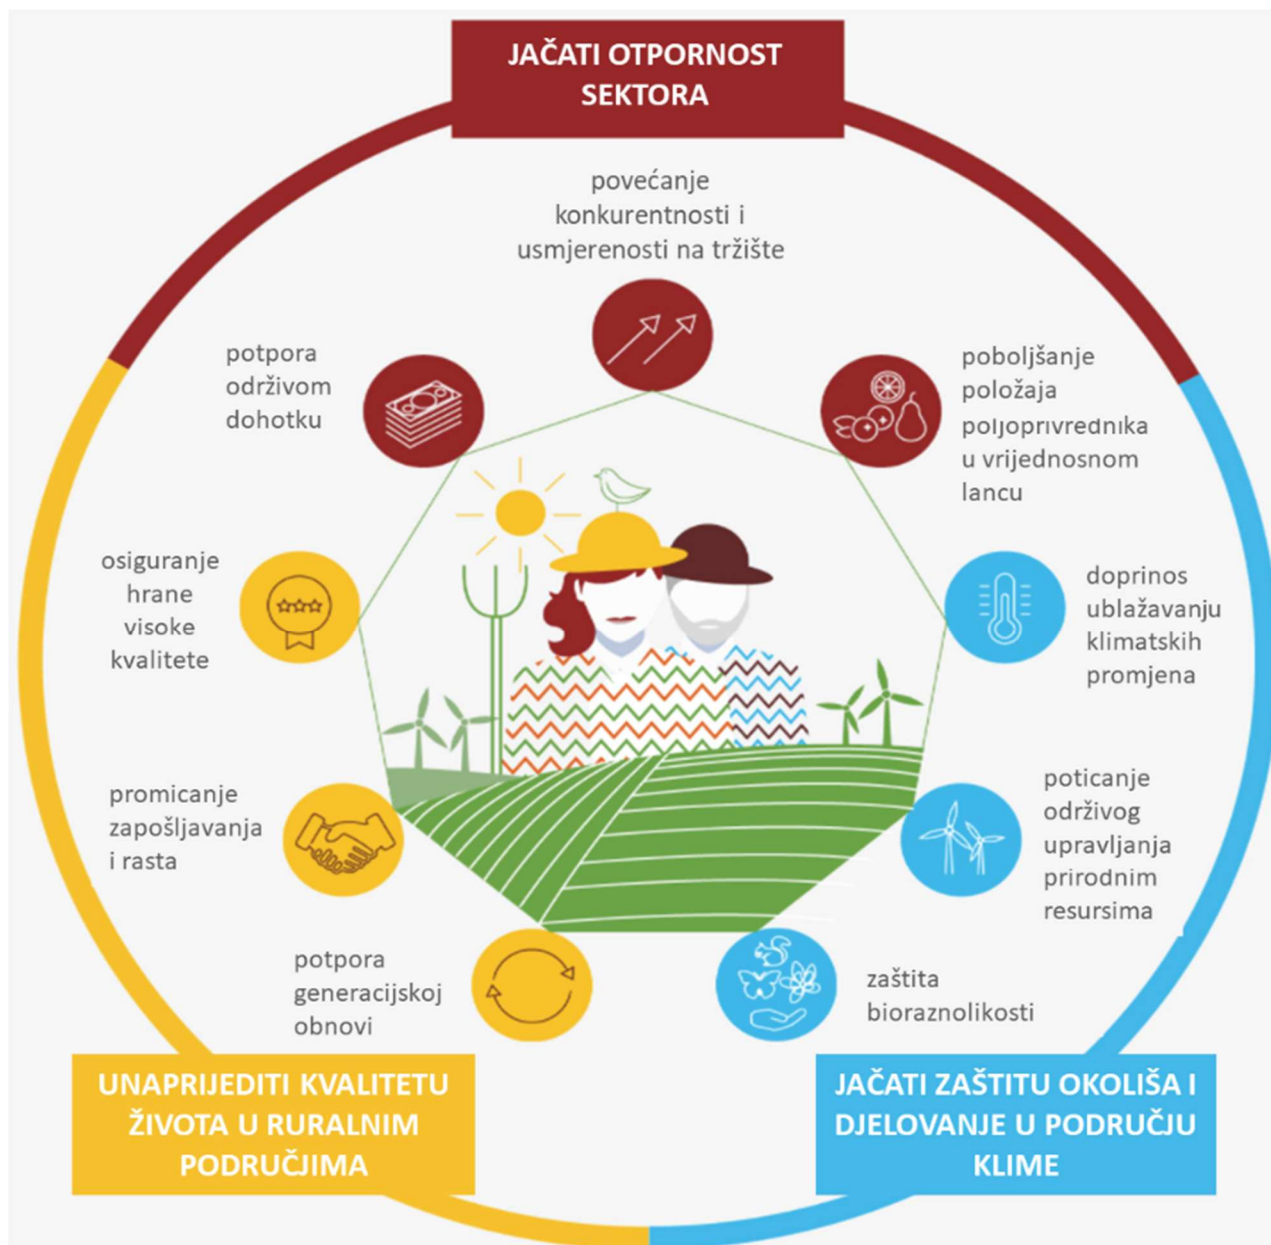 JAČATI OTPORNOST
SEKTORA
povećanje
konkurentnosti i
usmjerenosti na tržište
potpora
održivom
dohotku
poboljšanje
položaja
poljoprivrednika
u vrijednosnom
lancu
osiguranje
hrane
visoke
kvalitete
doprinos
ublažavanju
klimatskih
promjena
promicanje
zapošljavanja
i rasta
poticanje
održivog
upravljanja
prirodnim
resursima
potpora
generacijskoj
obnovi
zaštita
bioraznolikosti
UNAPRIJEDITI KVALITETU
ŽIVOTA U RURALNIM
PODRUČJIMA
JAČATI ZAŠTITU OKOLIŠA I
DJELOVANJE U PODRUČJU
KLIME